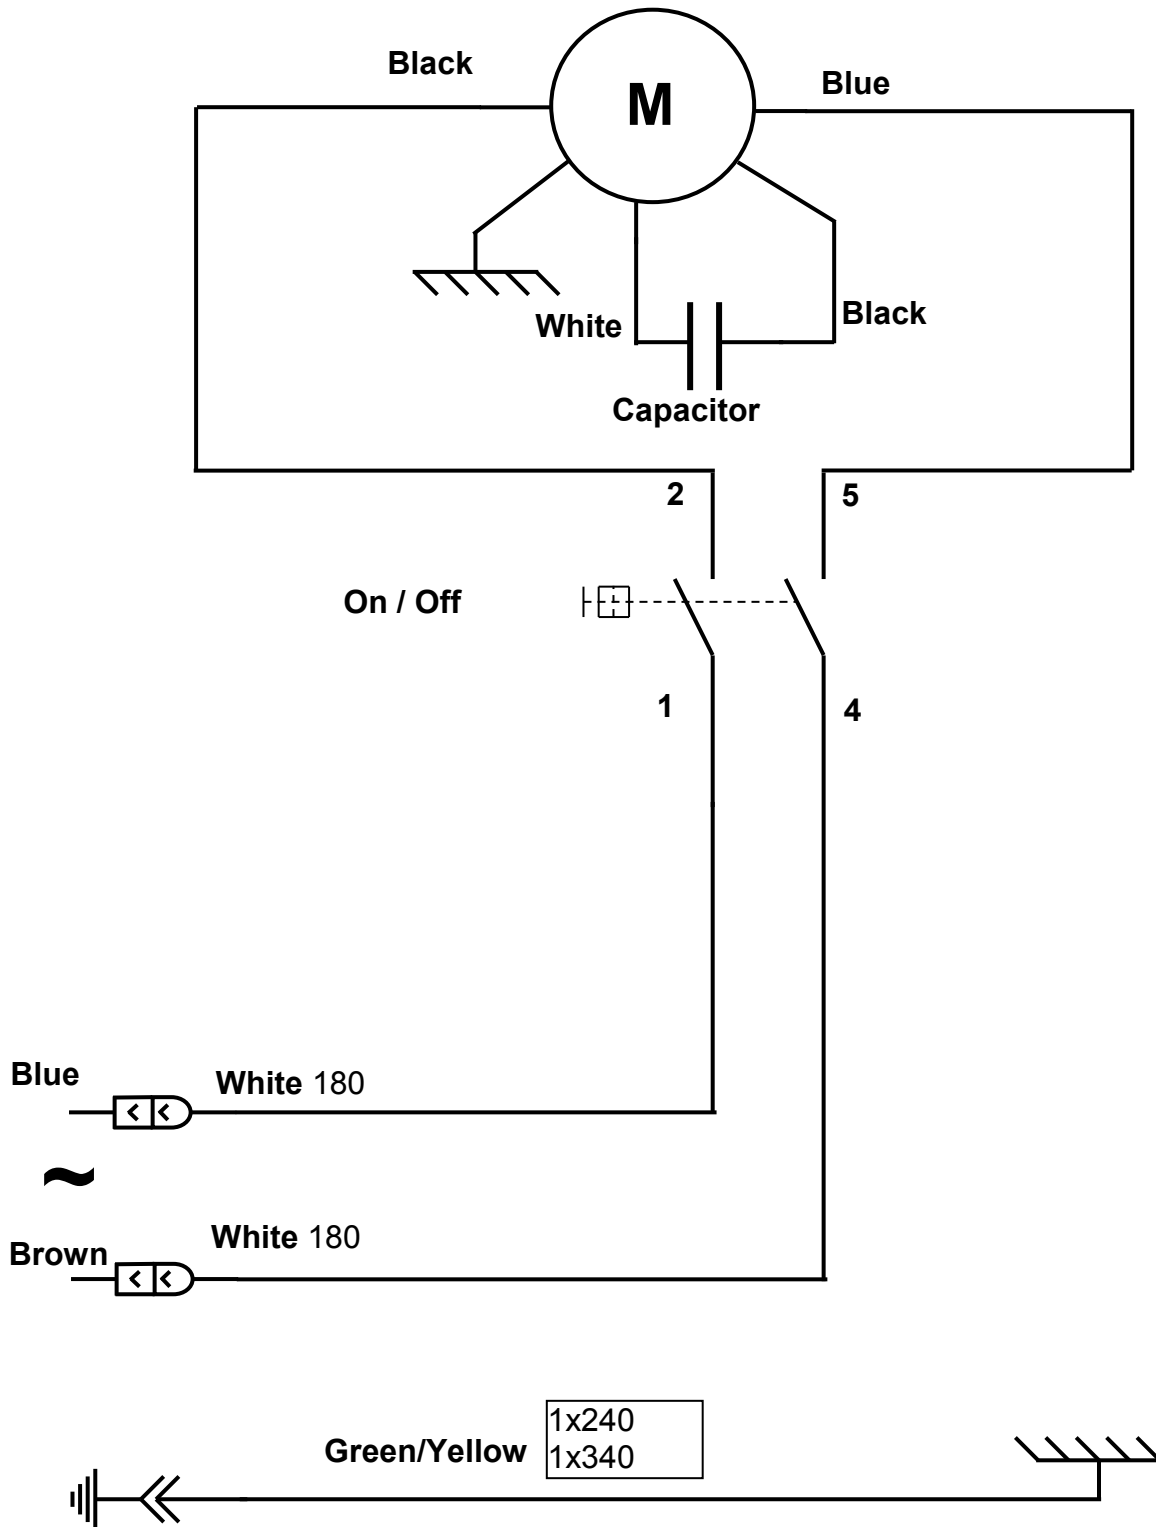 Black
M
Blue
White
Black
Capacitor
2
5
On / Off
1
4
Blue
White 180
~
Brown
White 180
Green/Yellow
1x240
1x340